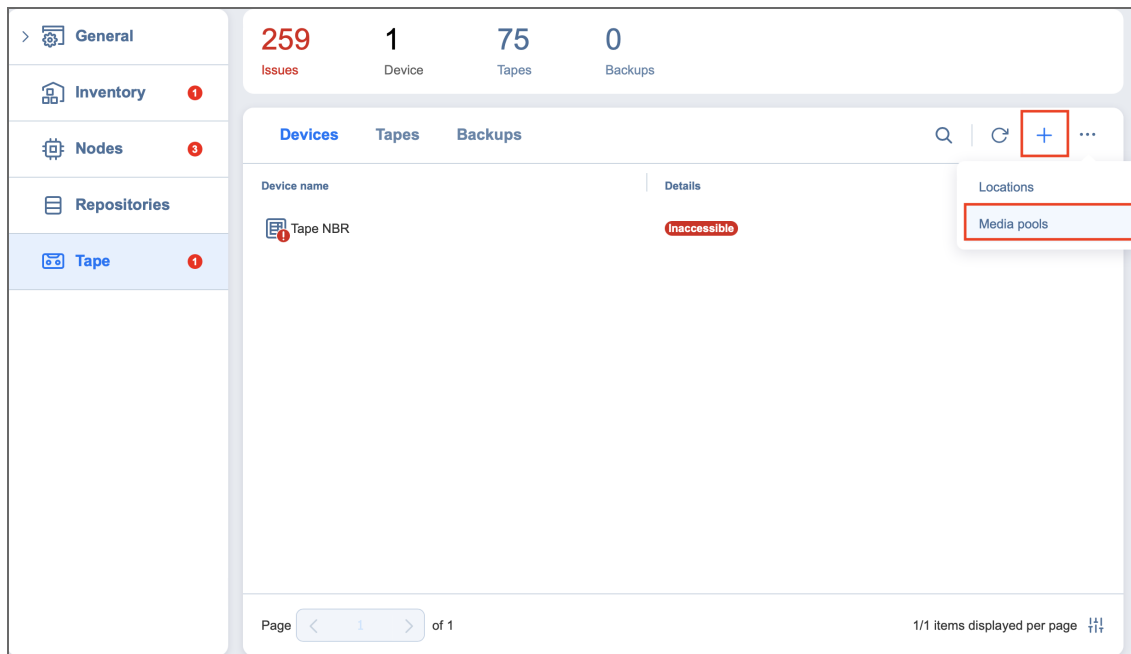 General
Inventory 1
Nodes 3
Repositories
Tape 1
259 1 75 0
Issues Device Tapes Backups
Devices Tapes Backups
Device name Details
Tape NBR Inaccessible
Locations
Media pools
Page 1 of 1 1/1 items displayed per page